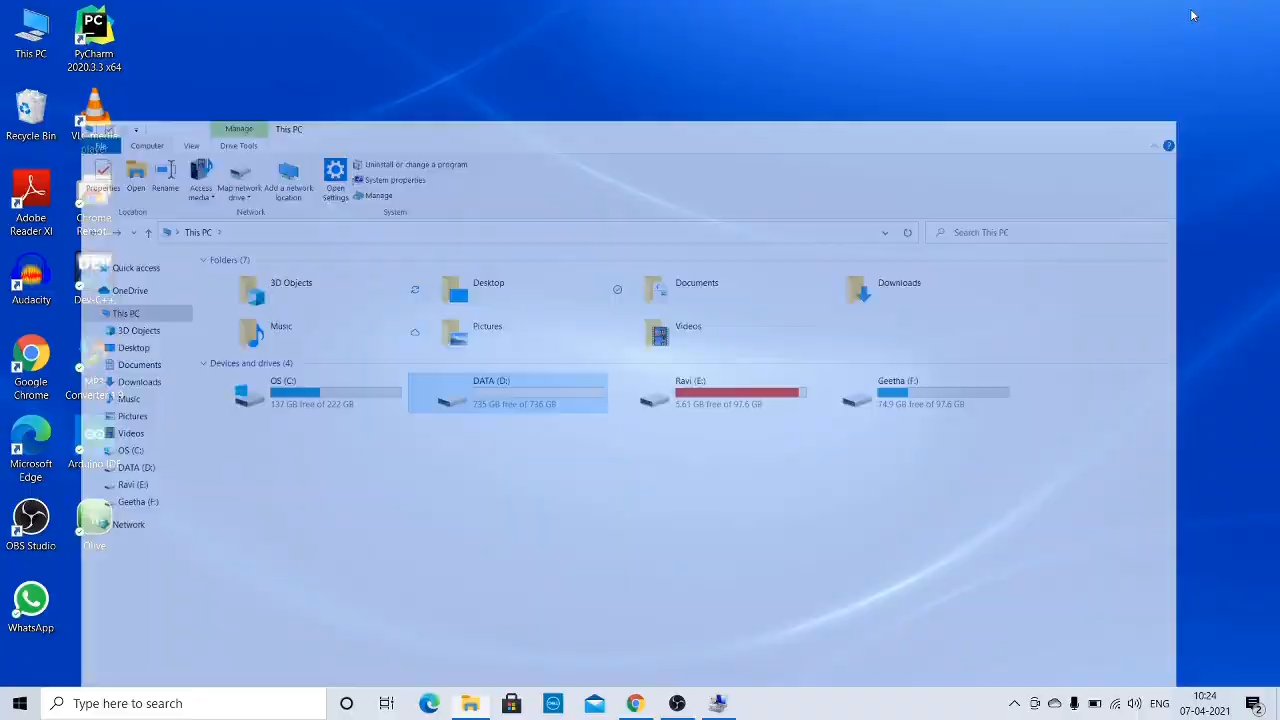 This PC
PyCharm
2020.3.3 x64
Recycle Bin
VLC media
player
Adobe
Reader XI
Chrome
Remot...
Audacity
Dev-C++
Google
Chrome
MP3
Converter 9
Microsoft
Edge
Arduino IDE
OBS Studio
Olive
WhatsApp
Manage
This PC
File
Computer
View
Drive Tools
Properties
Open
Rename
Access
media
Map network
drive
Add a network
location
Open
Settings
Uninstall or change a program
System properties
Manage
Location
Network
System
This PC
Search This PC
Quick access
OneDrive
This PC
3D Objects
Desktop
Documents
Downloads
Music
Pictures
Videos
OS (C:)
DATA (D:)
Ravi (E:)
Geetha (F:)
Network
Folders (7)
3D Objects
Desktop
Documents
Downloads
Music
Pictures
Videos
Devices and drives (4)
OS (C:)
137 GB free of 222 GB
DATA (D:)
735 GB free of 736 GB
Ravi (E:)
5.61 GB free of 97.6 GB
Geetha (F:)
74.9 GB free of 97.6 GB
Type here to search
DELL
ENG
10:24
07-04-2021
2